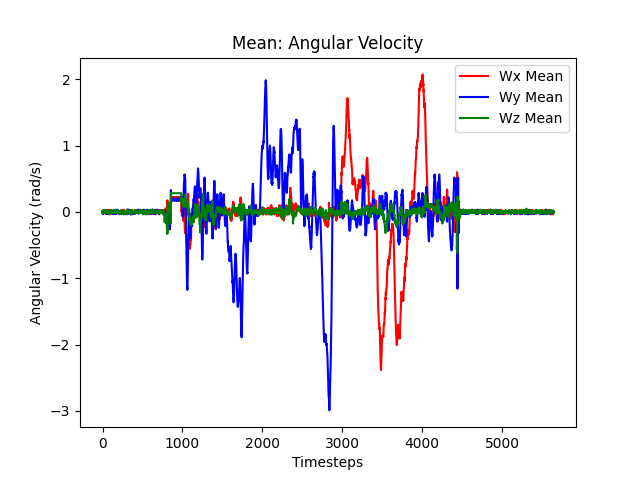 Mean: Angular Velocity
Wx Mean
Wy Mean
Wz Mean
Angular Velocity (rad/s)
2
1
0
−1
−2
−3
0 1000 2000 3000 4000 5000
Timesteps